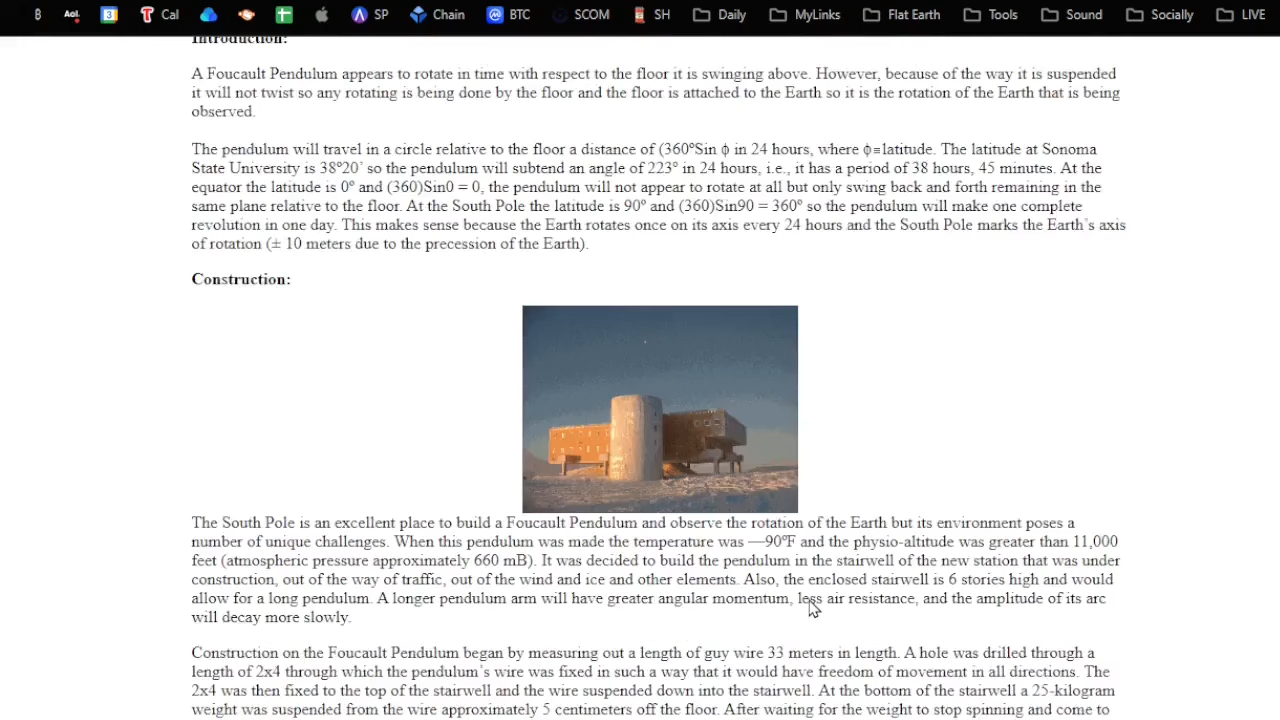 B Aol. 3 T Cal A SP Chain BTC SCOM SH Daily MyLinks Flat Earth Tools Sound Socially LIVE
Introduction:
A Foucault Pendulum appears to rotate in time with respect to the floor it is swinging above. However, because of the way it is suspended
it will not twist so any rotating is being done by the floor and the floor is attached to the Earth so it is the rotation of the Earth that is being
observed.
The pendulum will travel in a circle relative to the floor a distance of (360ºSin ϕ in 24 hours, where ϕ≡latitude. The latitude at Sonoma
State University is 38º20’ so the pendulum will subtend an angle of 223º in 24 hours, i.e., it has a period of 38 hours, 45 minutes. At the
equator the latitude is 0º and (360)Sin0 = 0, the pendulum will not appear to rotate at all but only swing back and forth remaining in the
same plane relative to the floor. At the South Pole the latitude is 90º and (360)Sin90 = 360º so the pendulum will make one complete
revolution in one day. This makes sense because the Earth rotates once on its axis every 24 hours and the South Pole marks the Earth’s axis
of rotation (± 10 meters due to the precession of the Earth).
Construction:
The South Pole is an excellent place to build a Foucault Pendulum and observe the rotation of the Earth but its environment poses a
number of unique challenges. When this pendulum was made the temperature was —90ºF and the physio-altitude was greater than 11,000
feet (atmospheric pressure approximately 660 mB). It was decided to build the pendulum in the stairwell of the new station that was under
construction, out of the way of traffic, out of the wind and ice and other elements. Also, the enclosed stairwell is 6 stories high and would
allow for a long pendulum. A longer pendulum arm will have greater angular momentum, less air resistance, and the amplitude of its arc
will decay more slowly.
Construction on the Foucault Pendulum began by measuring out a length of guy wire 33 meters in length. A hole was drilled through a
length of 2x4 through which the pendulum’s wire was fixed in such a way that it would have freedom of movement in all directions. The
2x4 was then fixed to the top of the stairwell and the wire suspended down into the stairwell. At the bottom of the stairwell a 25-kilogram
weight was suspended from the wire approximately 5 centimeters off the floor. After waiting for the weight to stop spinning and come to